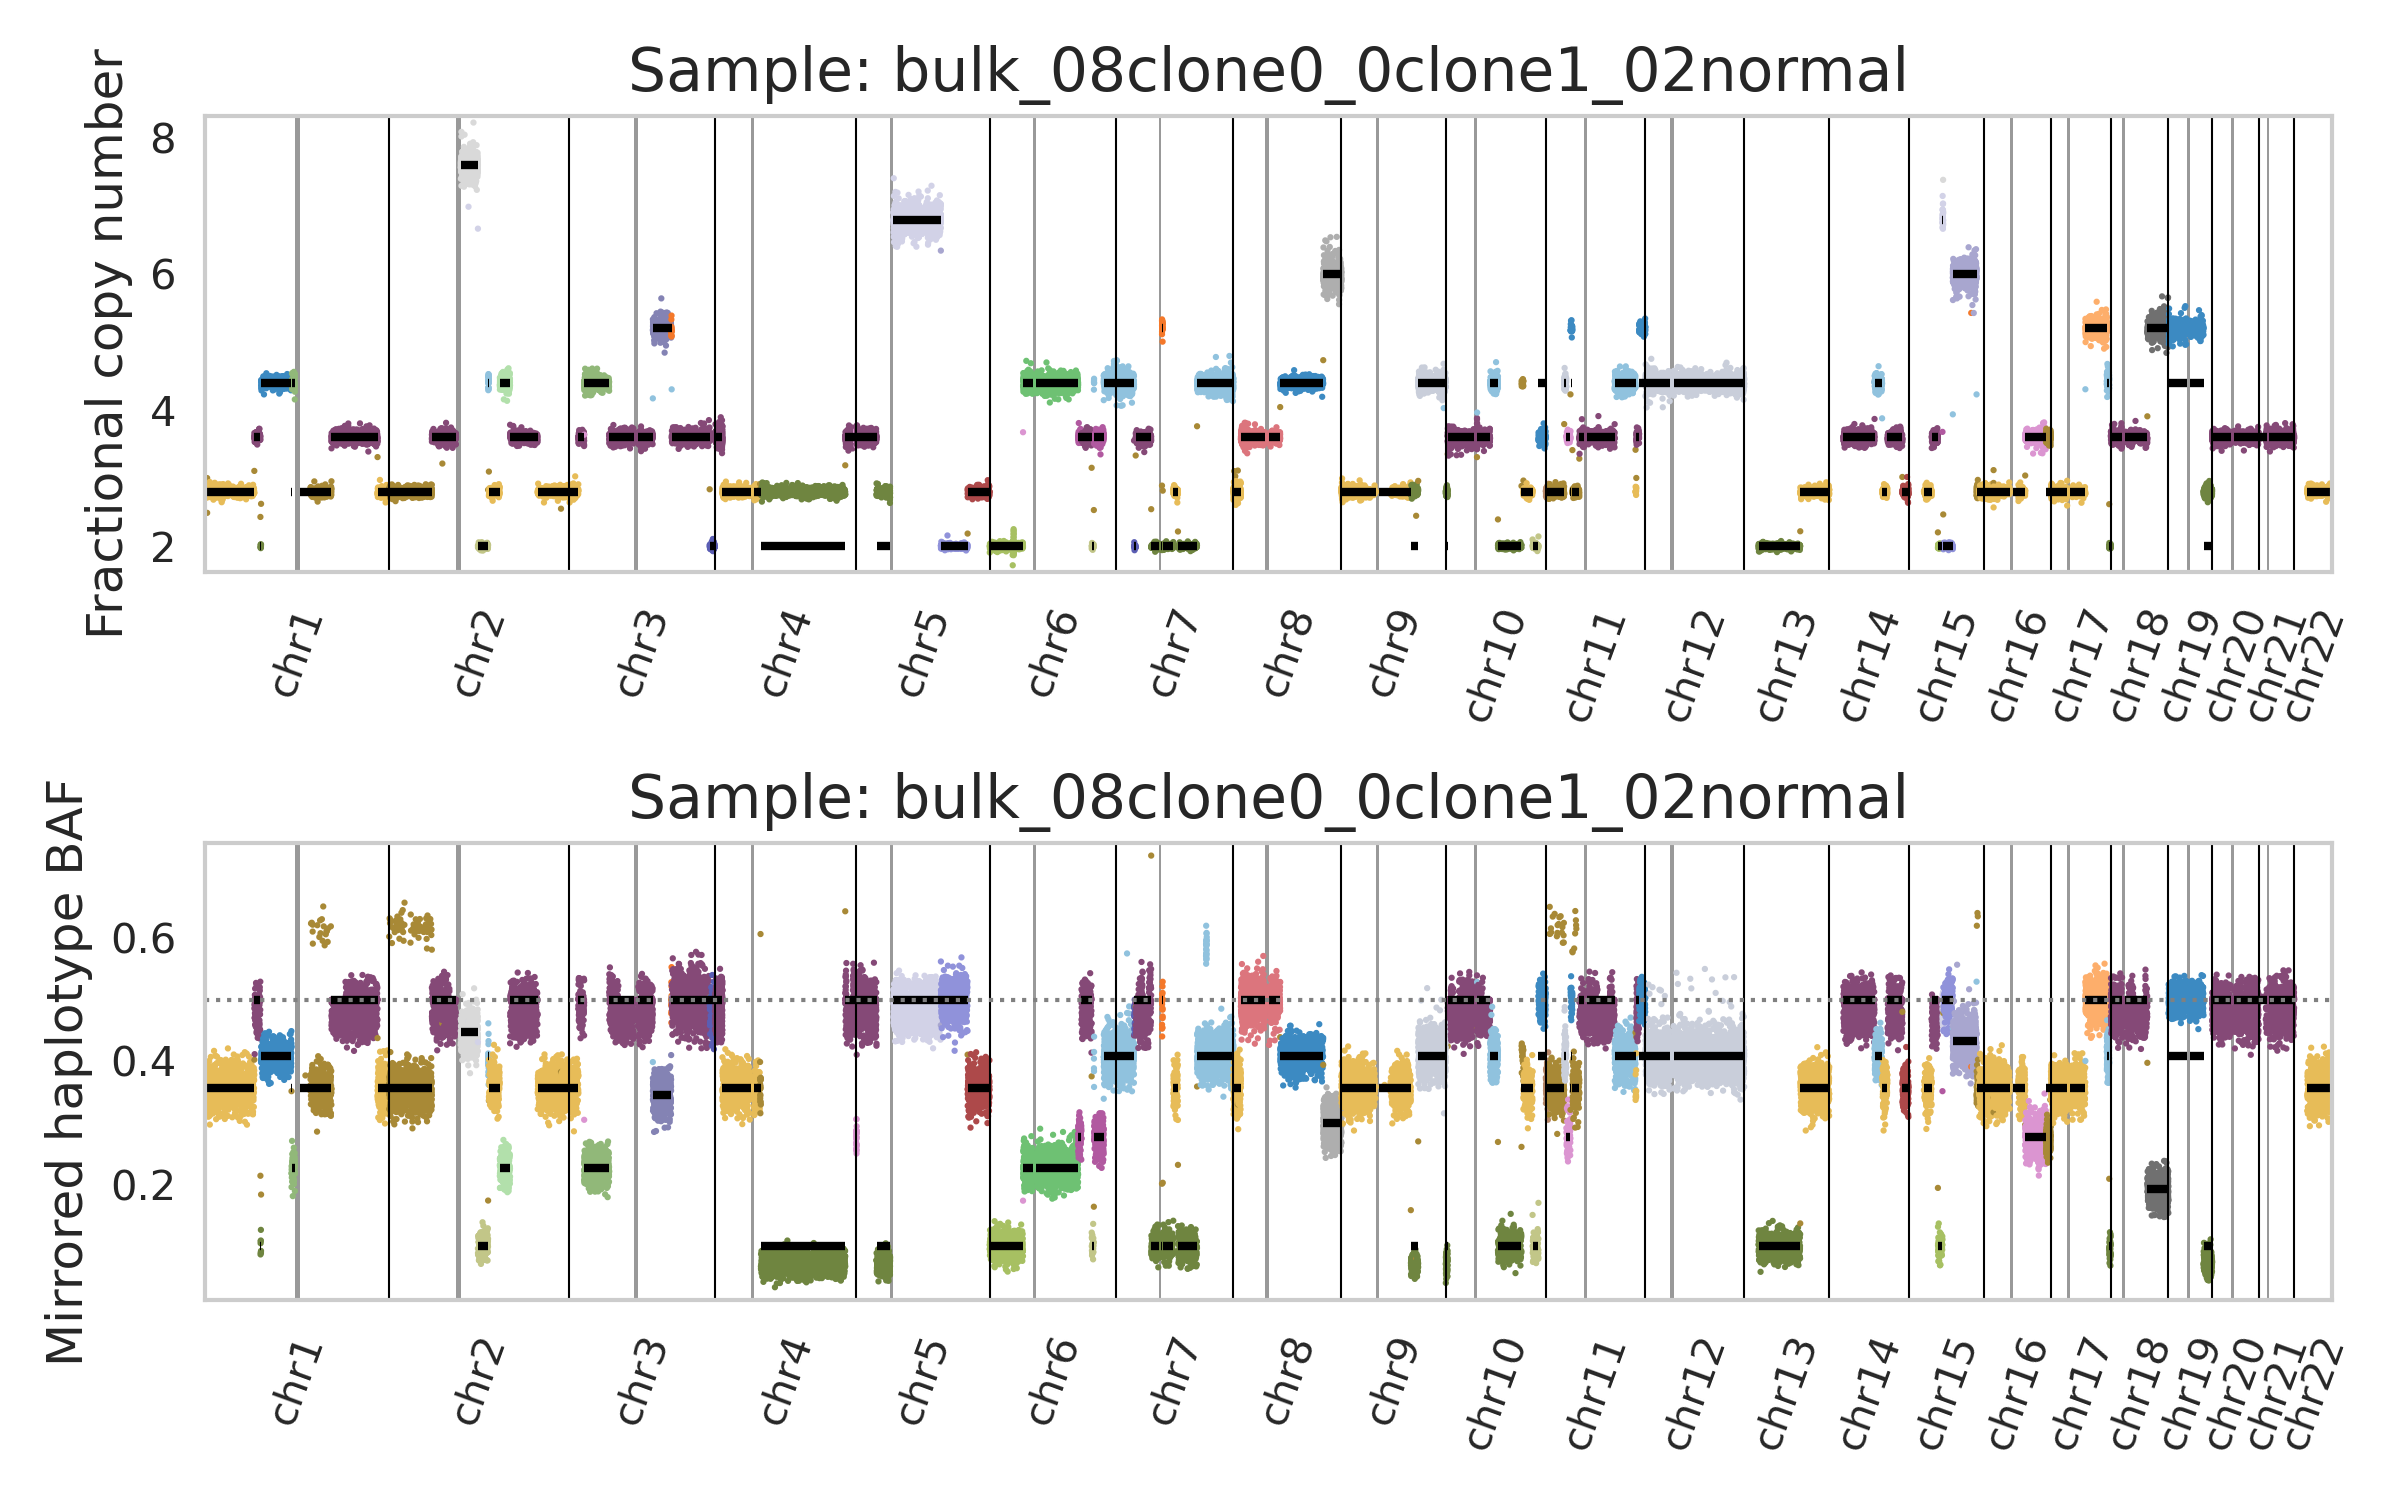 Sample: bulk_08clone0_0clone1_02normal
Fractional copy number
8
6
4
2
chr1 chr2 chr3 chr4 chr5 chr6 chr7 chr8 chr9 chr10 chr11 chr12 chr13 chr14 chr15 chr16 chr17 chr18 chr19 chr20 chr21 chr22
Sample: bulk_08clone0_0clone1_02normal
Mirrored haplotype BAF
0.6
0.4
0.2
chr1 chr2 chr3 chr4 chr5 chr6 chr7 chr8 chr9 chr10 chr11 chr12 chr13 chr14 chr15 chr16 chr17 chr18 chr19 chr20 chr21 chr22